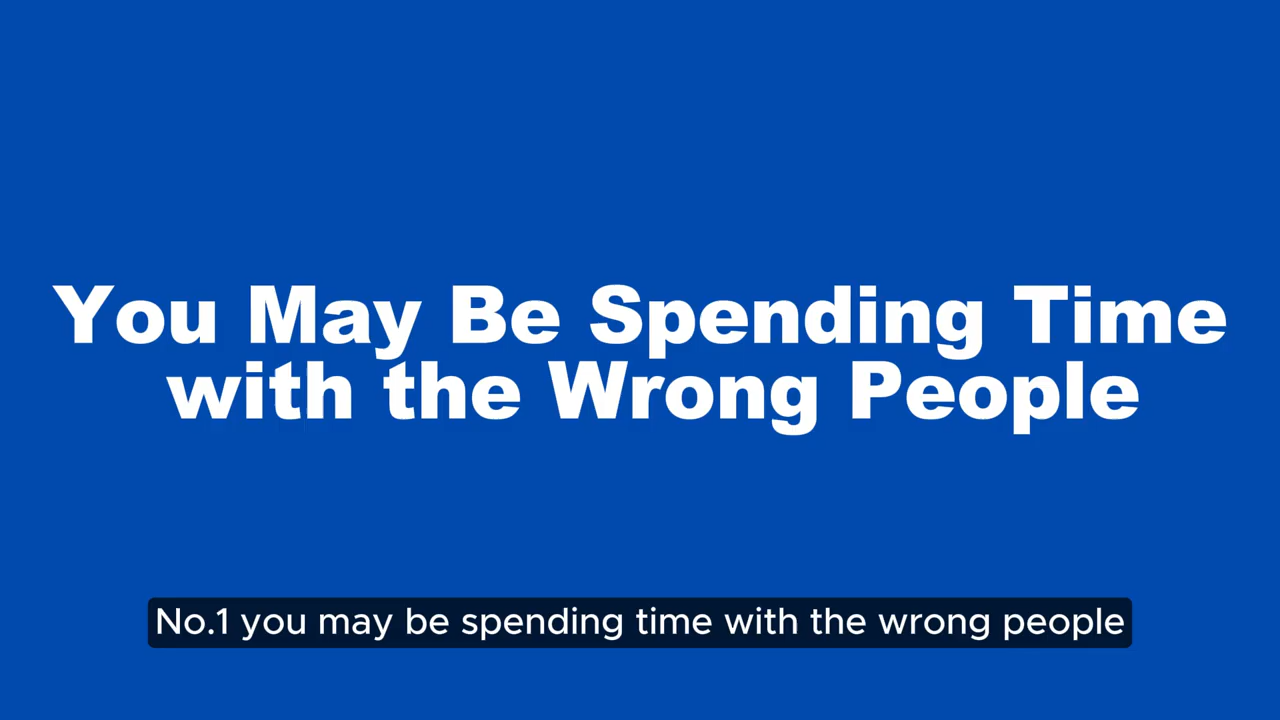 You May Be Spending Time
with the Wrong People
No.1 you may be spending time with the wrong people